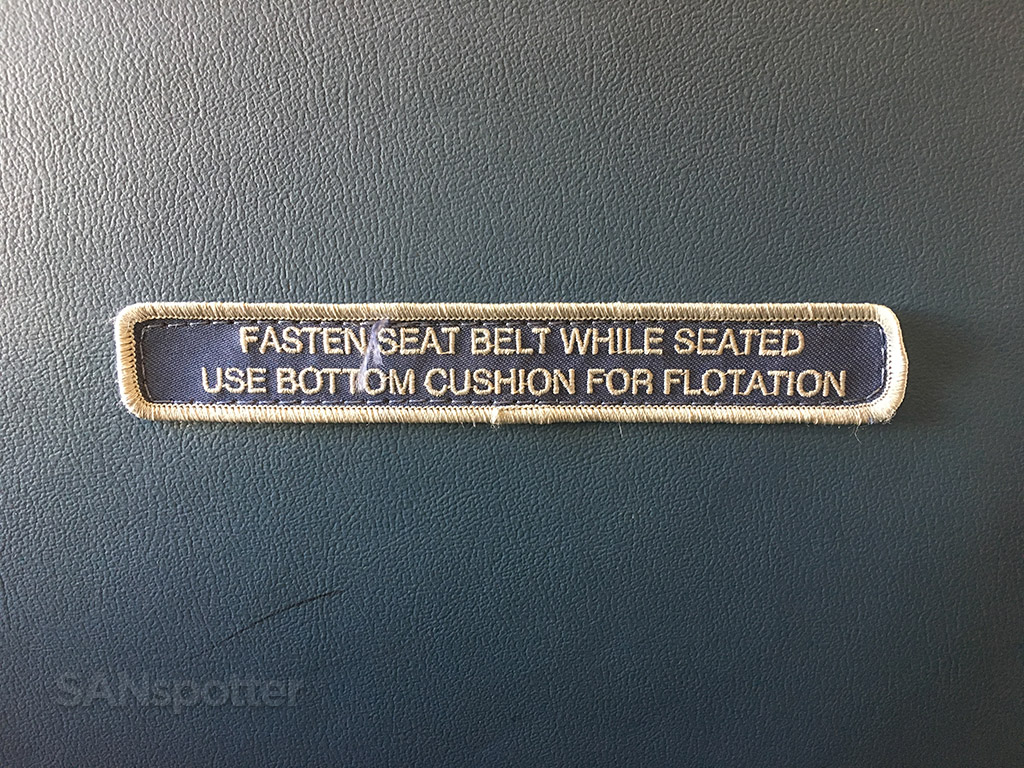 FASTEN SEAT BELT WHILE SEATED
USE BOTTOM CUSHION FOR FLOTATION
SANspotter